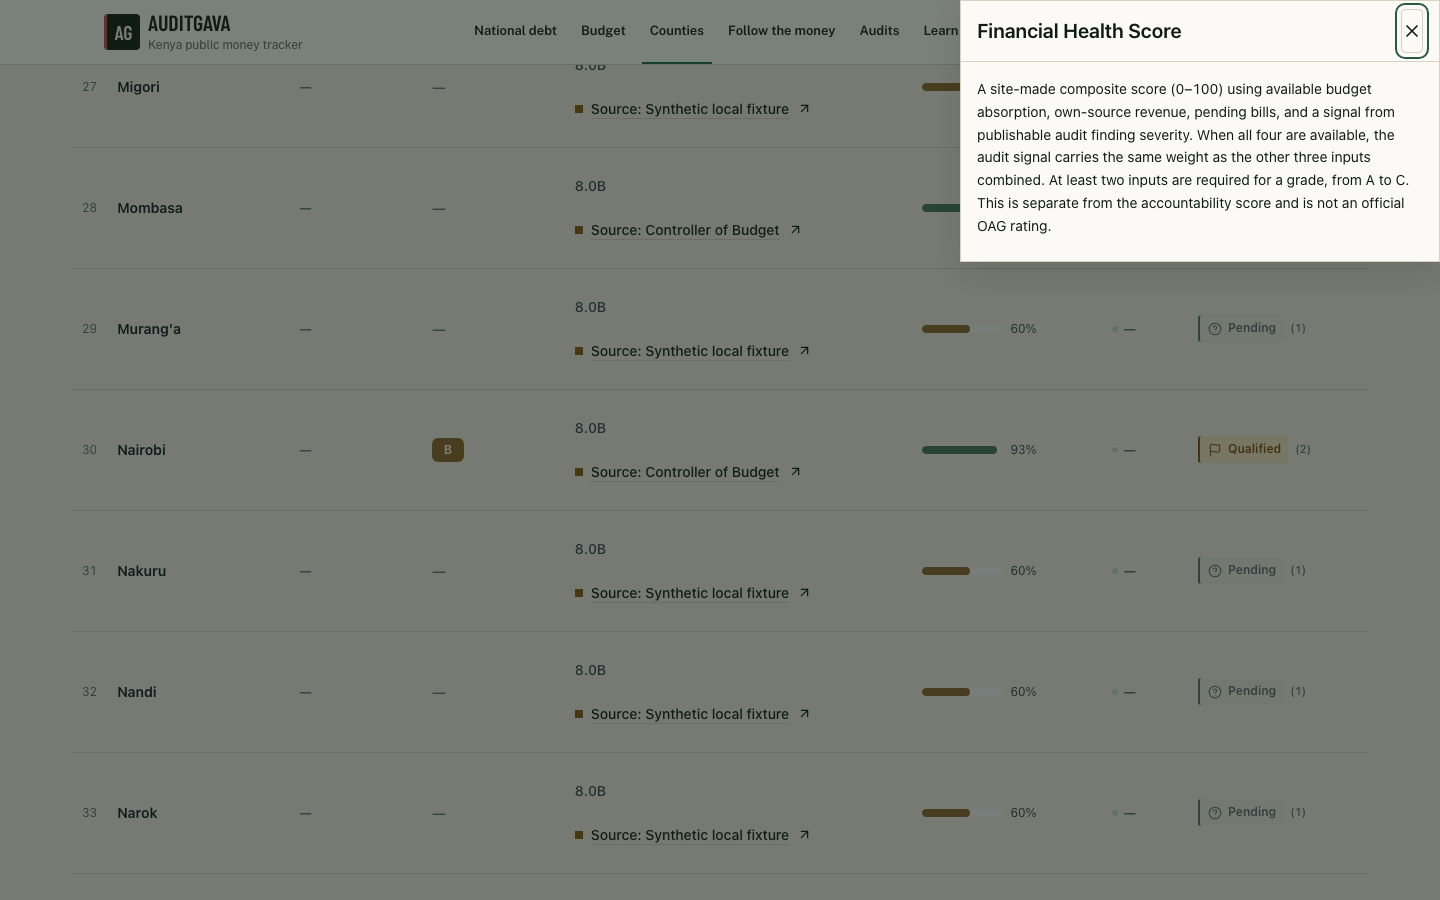 AG
AUDITGAVA
Kenya public money tracker
National debt
Budget
Counties
Follow the money
Audits
Learn
Financial Health Score
A site-made composite score (0–100) using available budget
absorption, own-source revenue, pending bills, and a signal from
publishable audit finding severity. When all four are available, the
audit signal carries the same weight as the other three inputs
combined. At least two inputs are required for a grade, from A to C.
This is separate from the accountability score and is not an official
OAG rating.
27 Migori — — 8.0B
Source: Synthetic local fixture
28 Mombasa — — 8.0B
Source: Controller of Budget
29 Murang'a — — 8.0B 60% — Pending (1)
Source: Synthetic local fixture
30 Nairobi — B 8.0B 93% — Qualified (2)
Source: Controller of Budget
31 Nakuru — — 8.0B 60% — Pending (1)
Source: Synthetic local fixture
32 Nandi — — 8.0B 60% — Pending (1)
Source: Synthetic local fixture
33 Narok — — 8.0B 60% — Pending (1)
Source: Synthetic local fixture